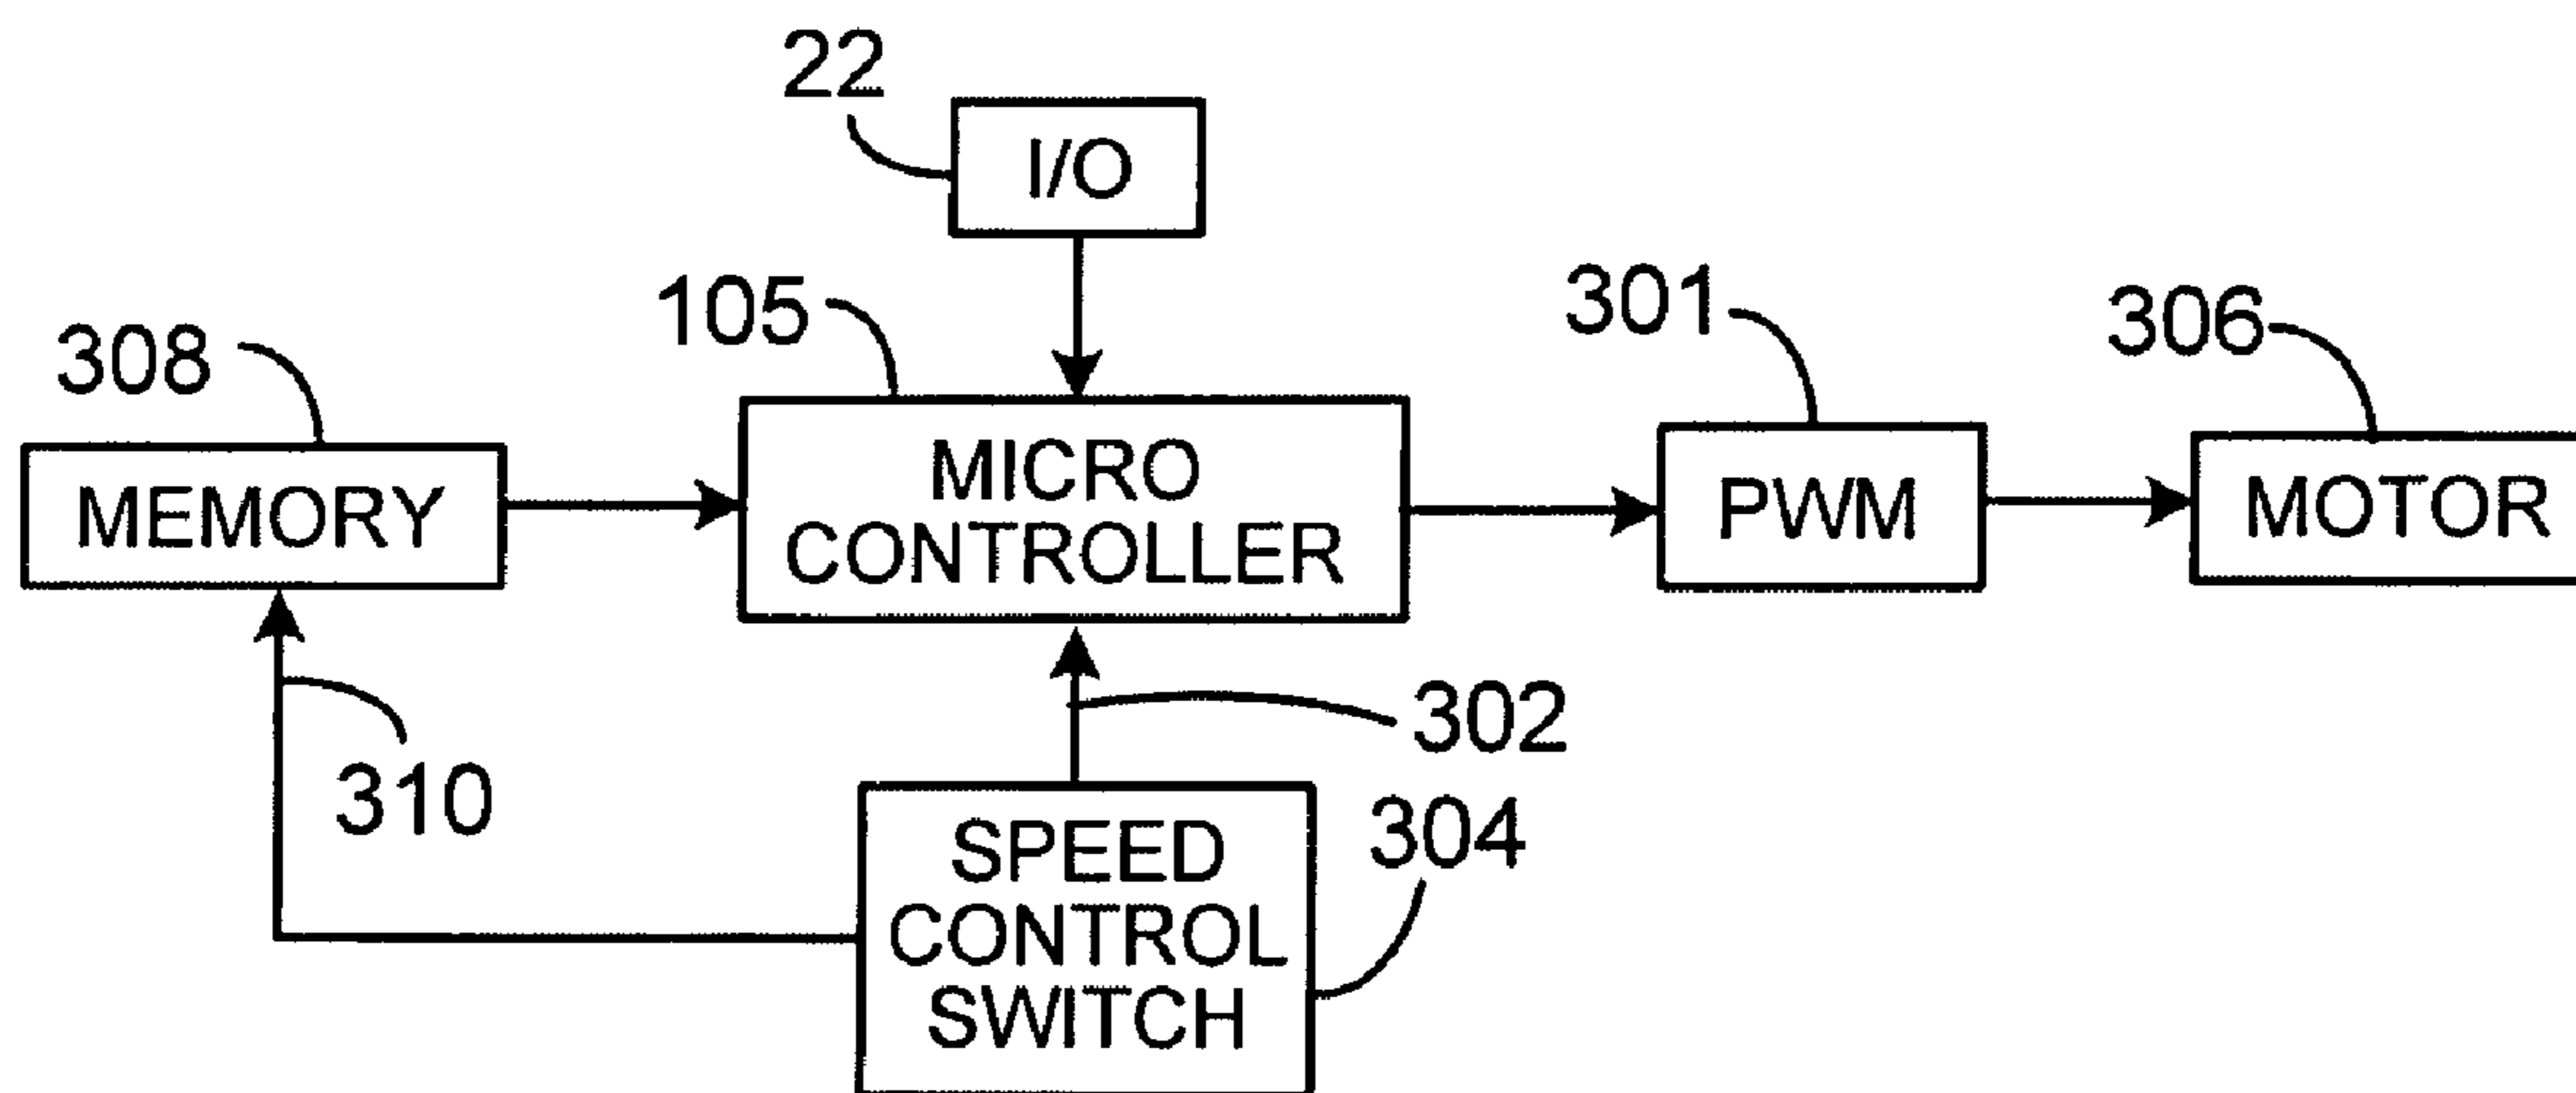 22
I/O
105
301
306
308
MEMORY
MICRO
CONTROLLER
PWM
MOTOR
302
310
304
SPEED
CONTROL
SWITCH